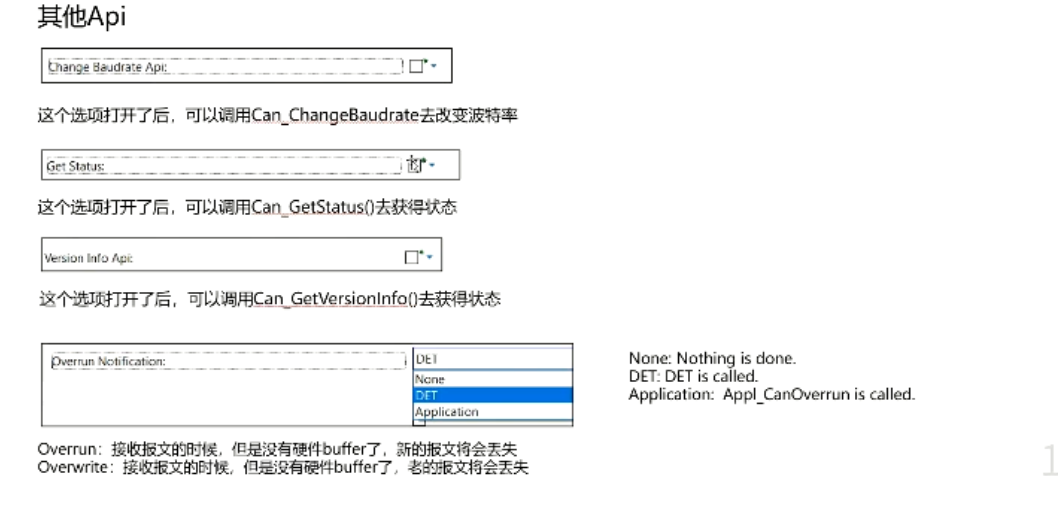 其他Api
Change Baudrate Api:
这个选项打开了后，可以调用Can_ChangeBaudrate去改变波特率
Get Status:
这个选项打开了后，可以调用Can_GetStatus()去获得状态
Version Info Api:
这个选项打开了后，可以调用Can_GetVersionInfo()去获得状态
Overrun Notification:
DET
None
DET
Application
None: Nothing is done.
DET: DET is called.
Application:  Appl_CanOverrun is called.
Overrun：接收报文的时候，但是没有硬件buffer了，新的报文将会丢失
Overwrite：接收报文的时候，但是没有硬件buffer了，老的报文将会丢失
1